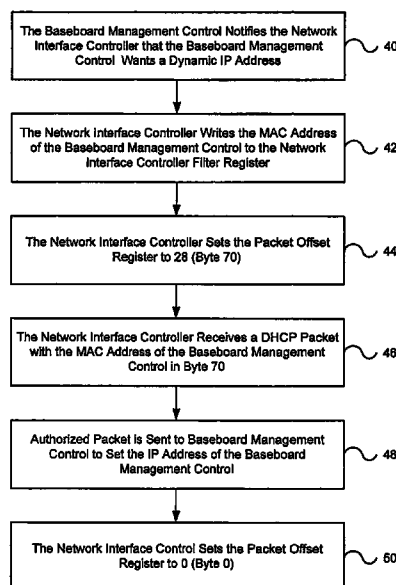 The Baseboard Management Control Notifies the Network
Interface Controller that the Baseboard Management
Control Wants a Dynamic IP Address
40
The Network Interface Controller Writes the MAC Address
of the Baseboard Management Control to the Network
Interface Controller Filter Register
42
The Network Interface Controller Sets the Packet Offset
Register to 28 (Byte 70)
44
The Network Interface Controller Receives a DHCP Packet
with the MAC Address of the Baseboard Management
Control in Byte 70
46
Authorized Packet is Sent to Baseboard Management
Control to Set the IP Address of the Baseboard
Management Control
48
The Network Interface Control Sets the Packet Offset
Register to 0 (Byte 0)
50